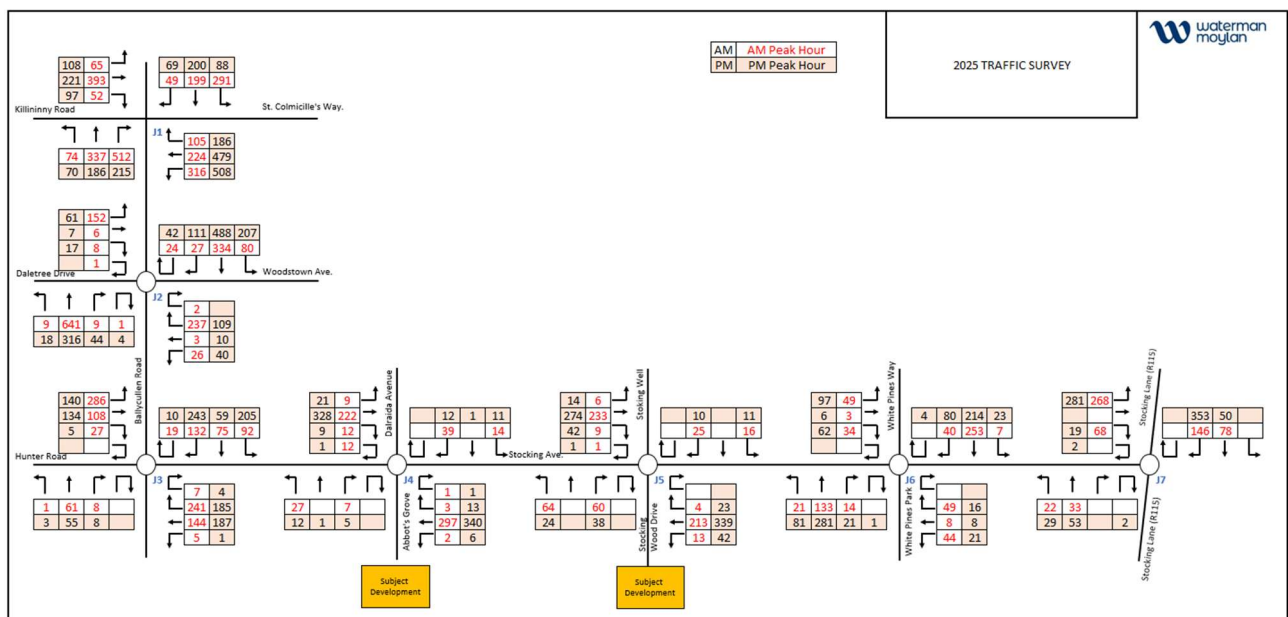 waterman
moylan
AM AM Peak Hour
PM PM Peak Hour
2025 TRAFFIC SURVEY
108 65
221 393
97 52
69 200 88
49 199 291
Killininny Road
St. Colmicille's Way.
J1
74 337 512
70 186 215
105 186
224 479
316 508
61 152
7 6
17 8
1
42 111 488 207
24 27 334 80
Daletree Drive
Woodstown Ave.
J2
9 641 9 1
18 316 44 4
2
237 109
3 10
26 40
Ballycullen Road
140 286
134 108
5 27
10 243 59 205
19 132 75 92
Hunter Road
J3
1 61 8
3 55 8
7 4
241 185
144 187
5 1
21 9
328 222
9 12
1 12
Dalraida Avenue
12 1 11
39 14
Stocking Ave.
J4
27 7
12 1 5
Abbot's Grove
1 1
3 13
297 340
2 6
Subject
Development
14 6
274 233
42 9
1 1
Stoking Well
10 11
25 16
J5
64 60
24 38
Stocking
Wood Drive
4 23
213 339
13 42
Subject
Development
97 49
6 3
62 34
White Pines Way
4 80 214 23
40 253 7
J6
21 133 14
81 281 21 1
White Pines Park
49 16
8 8
44 21
281 268
19 68
2
Stocking Lane (R115)
353 50
146 78
J7
22 33
29 53 2
Stocking Lane (R115)